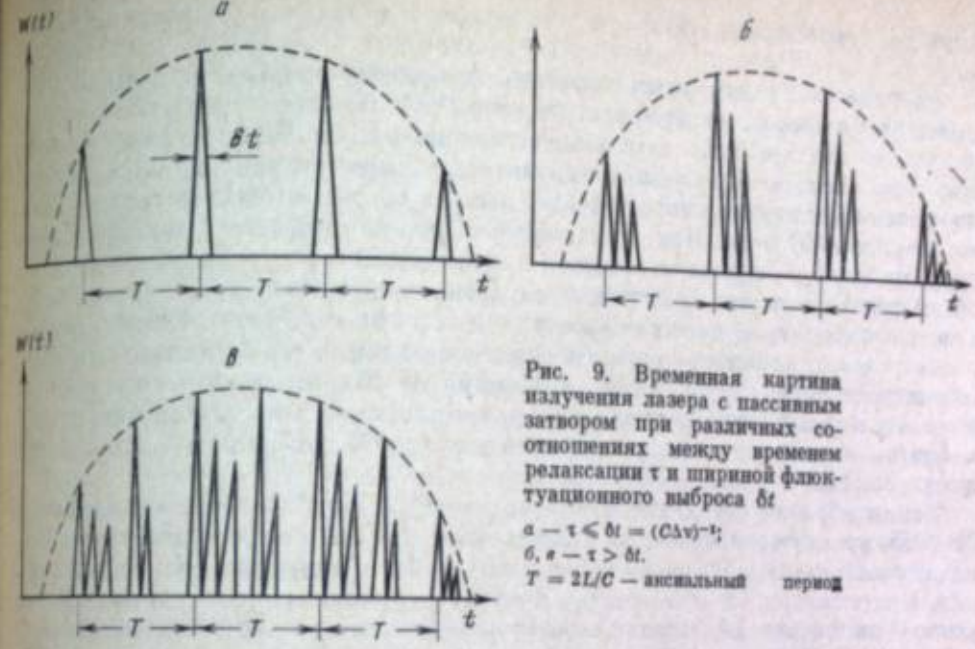 а
W(t)
δt
T T T t
б
T T T t
W(t)
в
T T T t
Рис. 9. Временная картина
излучения лазера с пассивным
затвором при различных со-
отношениях между временем
релаксации τ и шириной флюк-
туационного выброса δt
а — τ ⩽ δt = (CΔν)⁻¹;
б, в — τ > δt.
T = 2L/C — аксиальный период